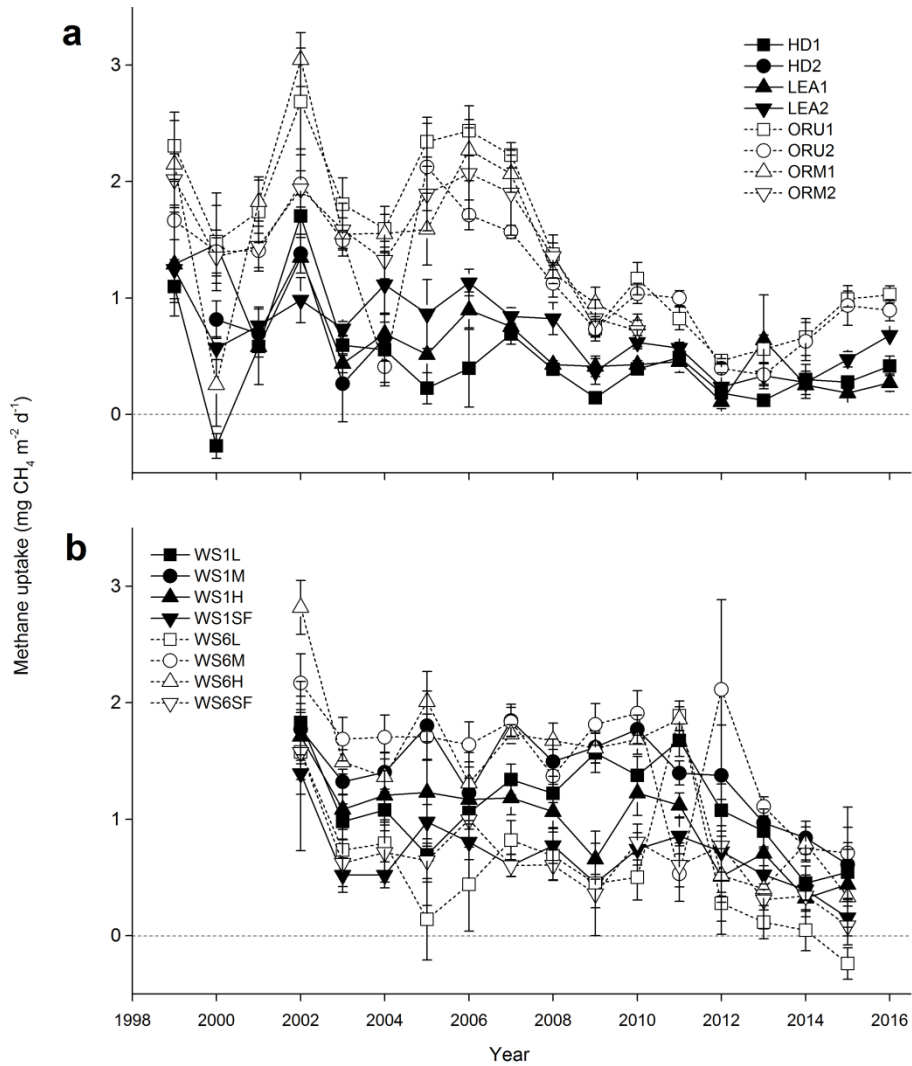 a
3
2
1
0
HD1
HD2
LEA1
LEA2
ORU1
ORU2
ORM1
ORM2
Methane uptake (mg CH₄ m⁻² d⁻¹)
b
3
2
1
0
WS1L
WS1M
WS1H
WS1SF
WS6L
WS6M
WS6H
WS6SF
1998 2000 2002 2004 2006 2008 2010 2012 2014 2016
Year